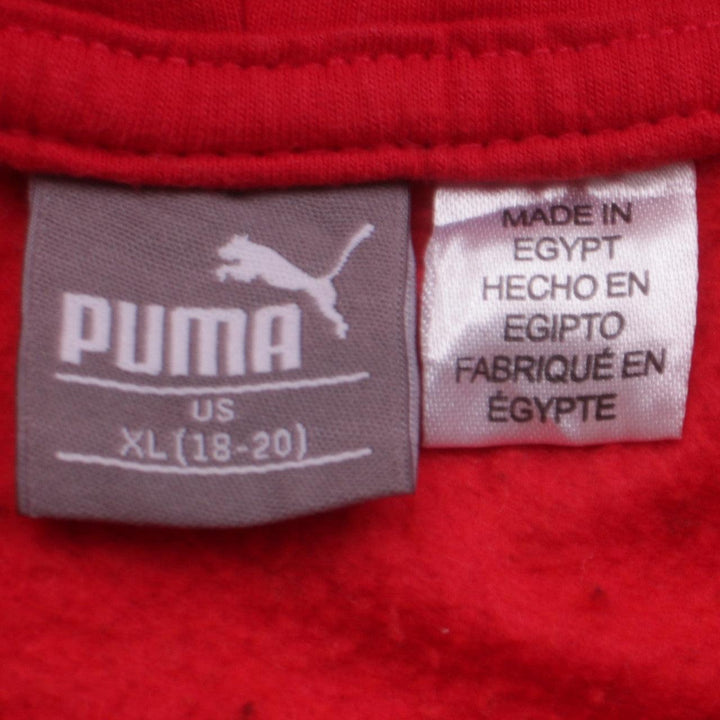 PUMA
US
XL (18-20)
MADE IN
EGYPT
HECHO EN
EGIPTO
FABRIQUÉ EN
ÉGYPTE